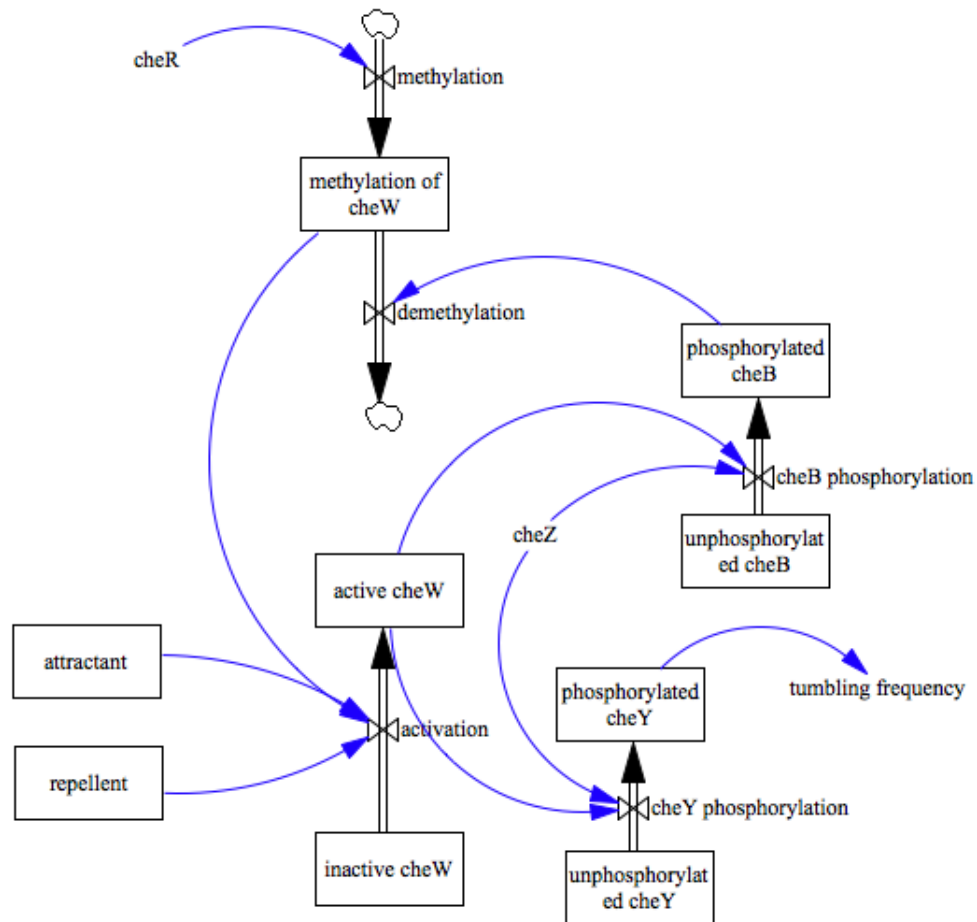 cheR
methylation
methylation of
cheW
demethylation
phosphorylated
cheB
cheB phosphorylation
cheZ
unphosphorylat
ed cheB
active cheW
attractant
phosphorylated
cheY
tumbling frequency
activation
repellent
cheY phosphorylation
inactive cheW
unphosphorylat
ed cheY